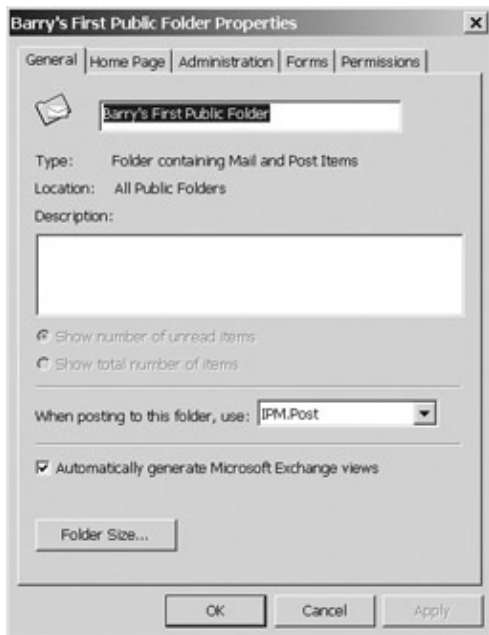 Barry's First Public Folder Properties
General Home Page Administration Forms Permissions
Barry's First Public Folder
Type: Folder containing Mail and Post Items
Location: All Public Folders
Description:
Show number of unread items
Show total number of items
When posting to this folder, use: IPM.Post
Automatically generate Microsoft Exchange views
Folder Size...
OK Cancel Apply